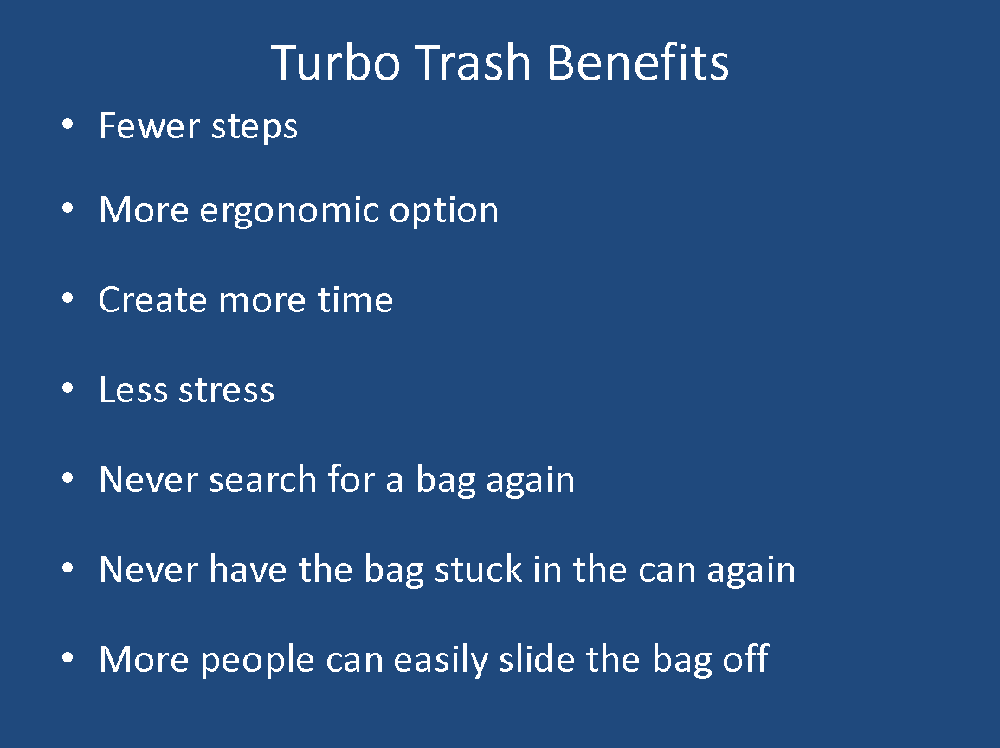 Turbo Trash Benefits
• Fewer steps
• More ergonomic option
• Create more time
• Less stress
• Never search for a bag again
• Never have the bag stuck in the can again
• More people can easily slide the bag off